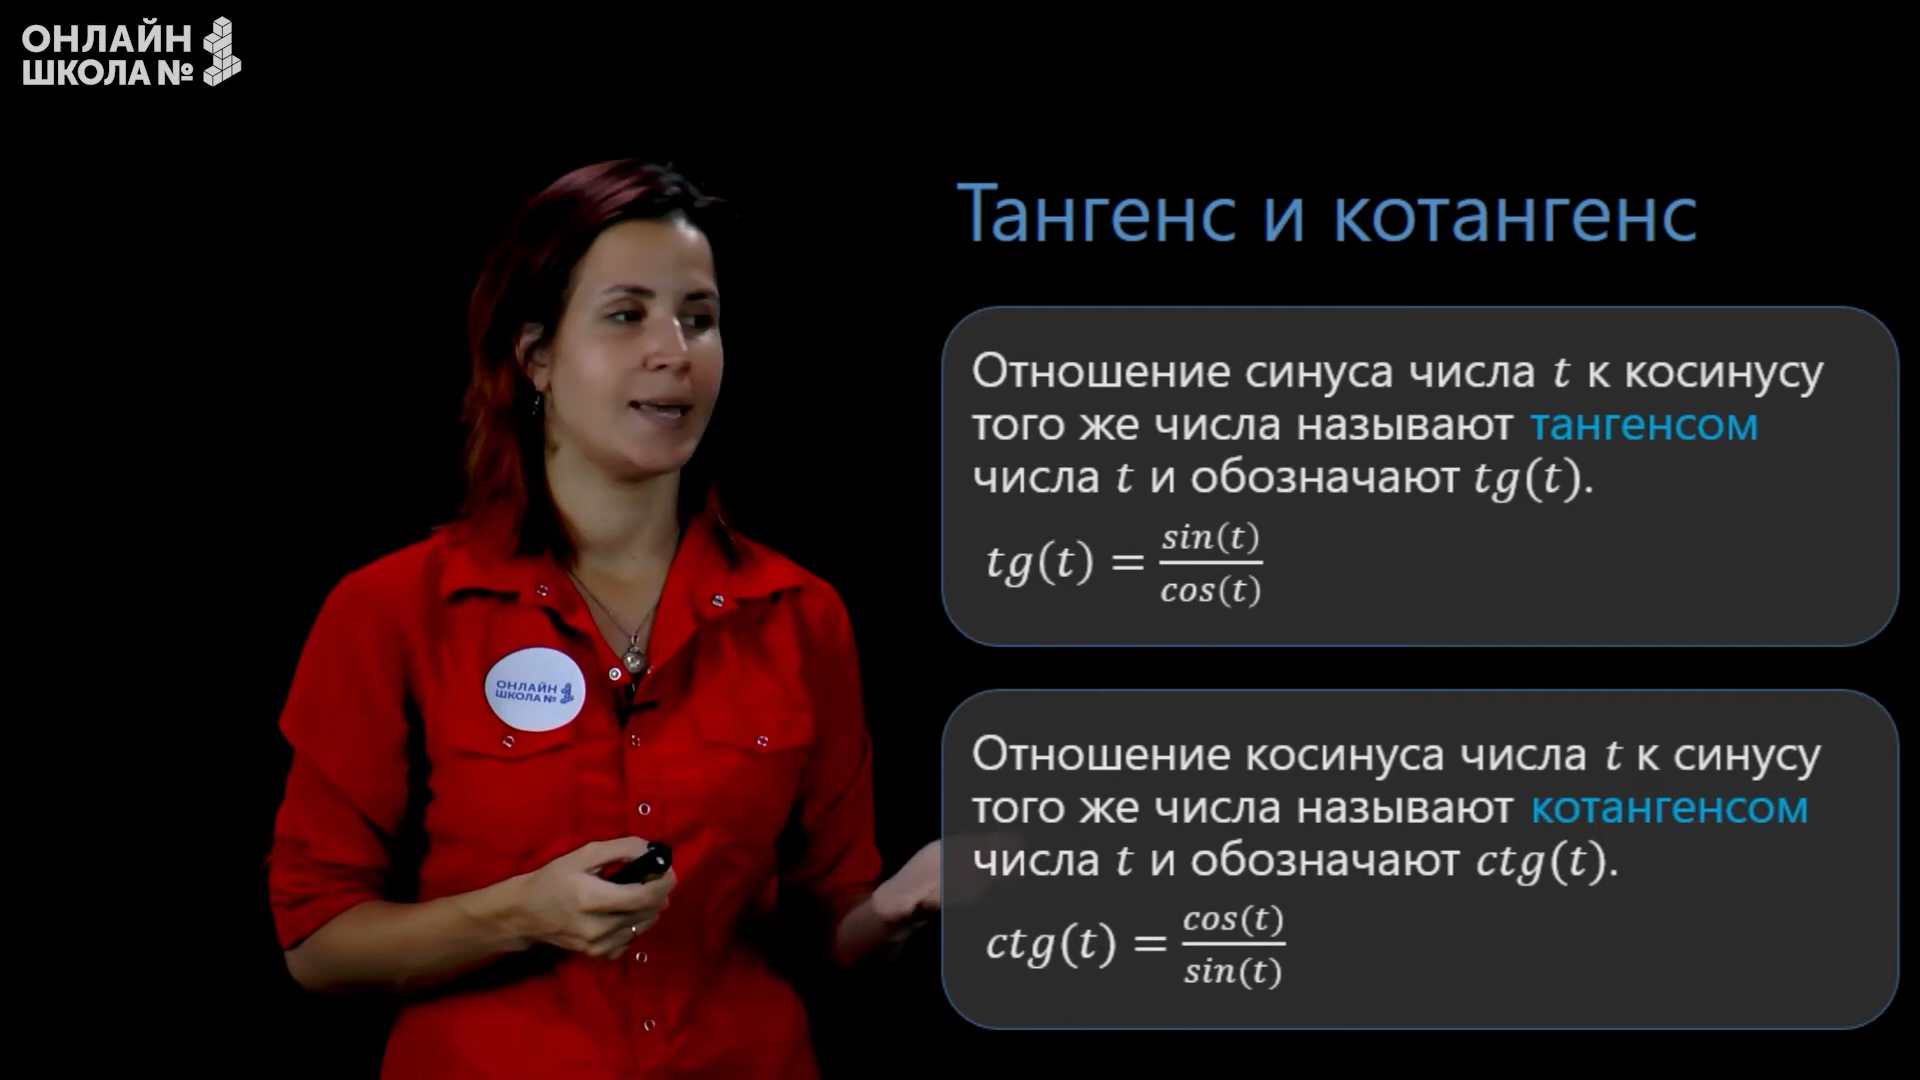 ОНЛАЙН
ШКОЛА №
Тангенс и котангенс
Отношение синуса числа t к косинусу
того же числа называют тангенсом
числа t и обозначают tg(t).
tg(t) = sin(t)/cos(t)
Отношение косинуса числа t к синусу
того же числа называют котангенсом
числа t и обозначают ctg(t).
ctg(t) = cos(t)/sin(t)
ОНЛАЙН
ШКОЛА №